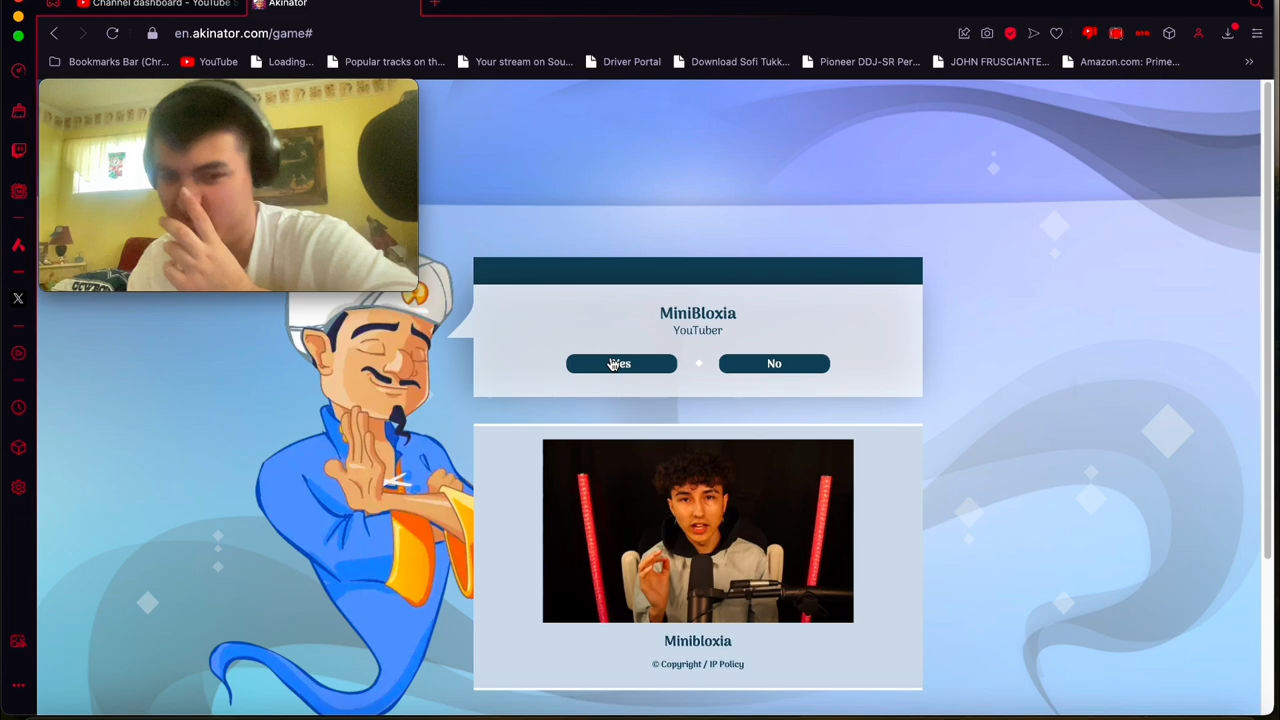 Channel dashboard - YouTube S
Akinator
en.akinator.com/game#
Bookmarks Bar (Chr...
YouTube
Loading...
Popular tracks on th...
Your stream on Sou...
Driver Portal
Download Sofi Tukk...
Pioneer DDJ-SR Per...
JOHN FRUSCIANTE...
Amazon.com: Prime...
MiniBloxia
YouTuber
Yes
No
Minibloxia
© Copyright / IP Policy